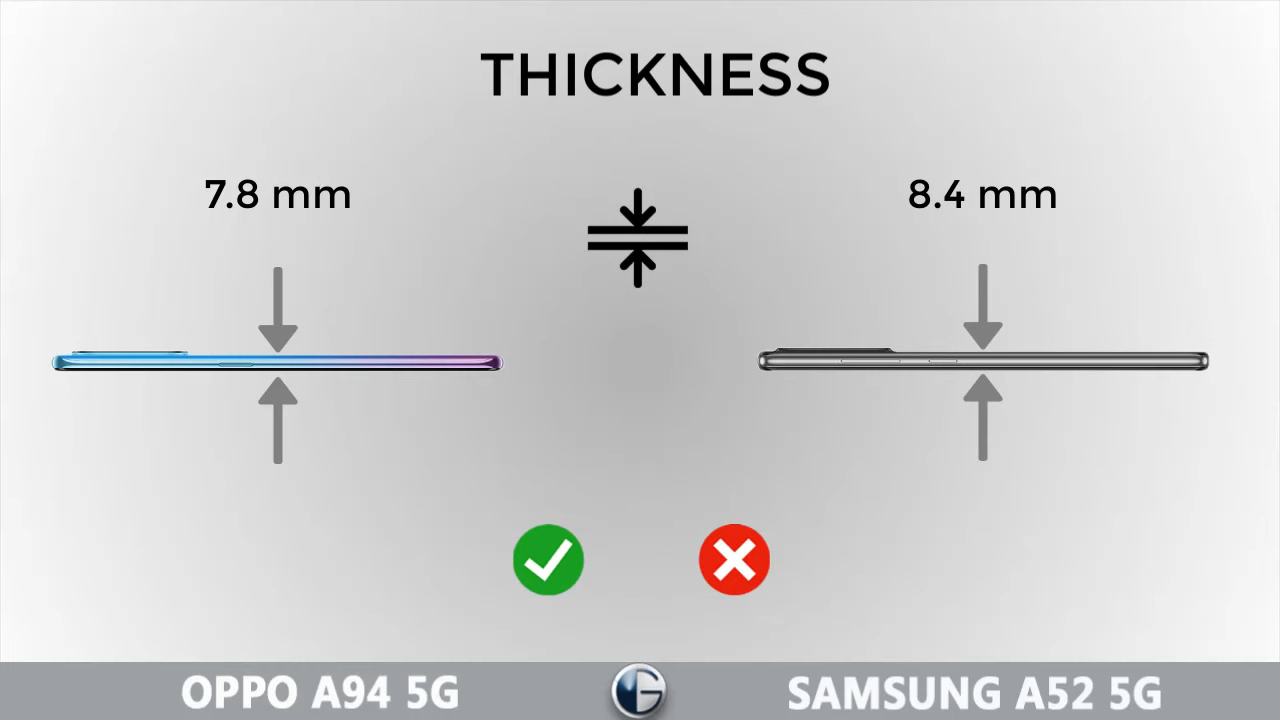 THICKNESS
7.8 mm
8.4 mm
OPPO A94 5G
G
SAMSUNG A52 5G